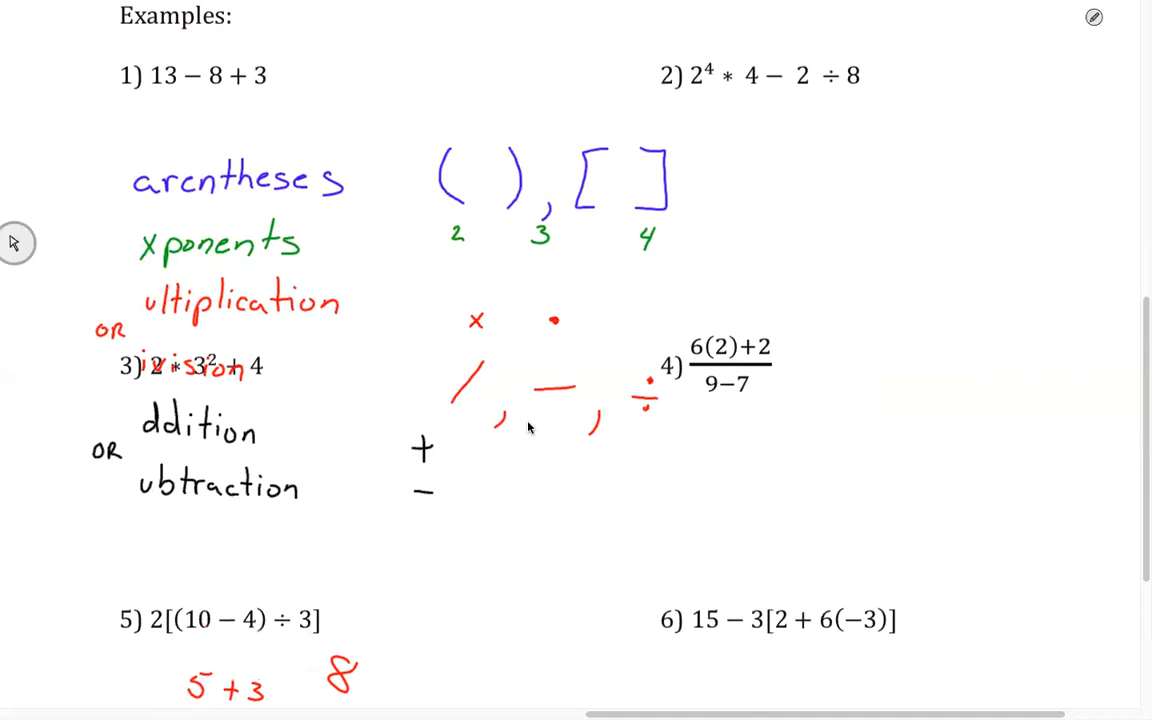 Examples:
1) 13 − 8 + 3
2) 2⁴ * 4 − 2 ÷ 8
arentheses ( ) , [ ]
xponents 2 3 4
ultiplication × •
OR
ivision / , — , ÷
3) 2 * 3² + 4
4) 6(2)+2
9−7
ddition +
OR
ubtraction −
5) 2[(10 − 4) ÷ 3]
6) 15 − 3[2 + 6(−3)]
5 + 3 8